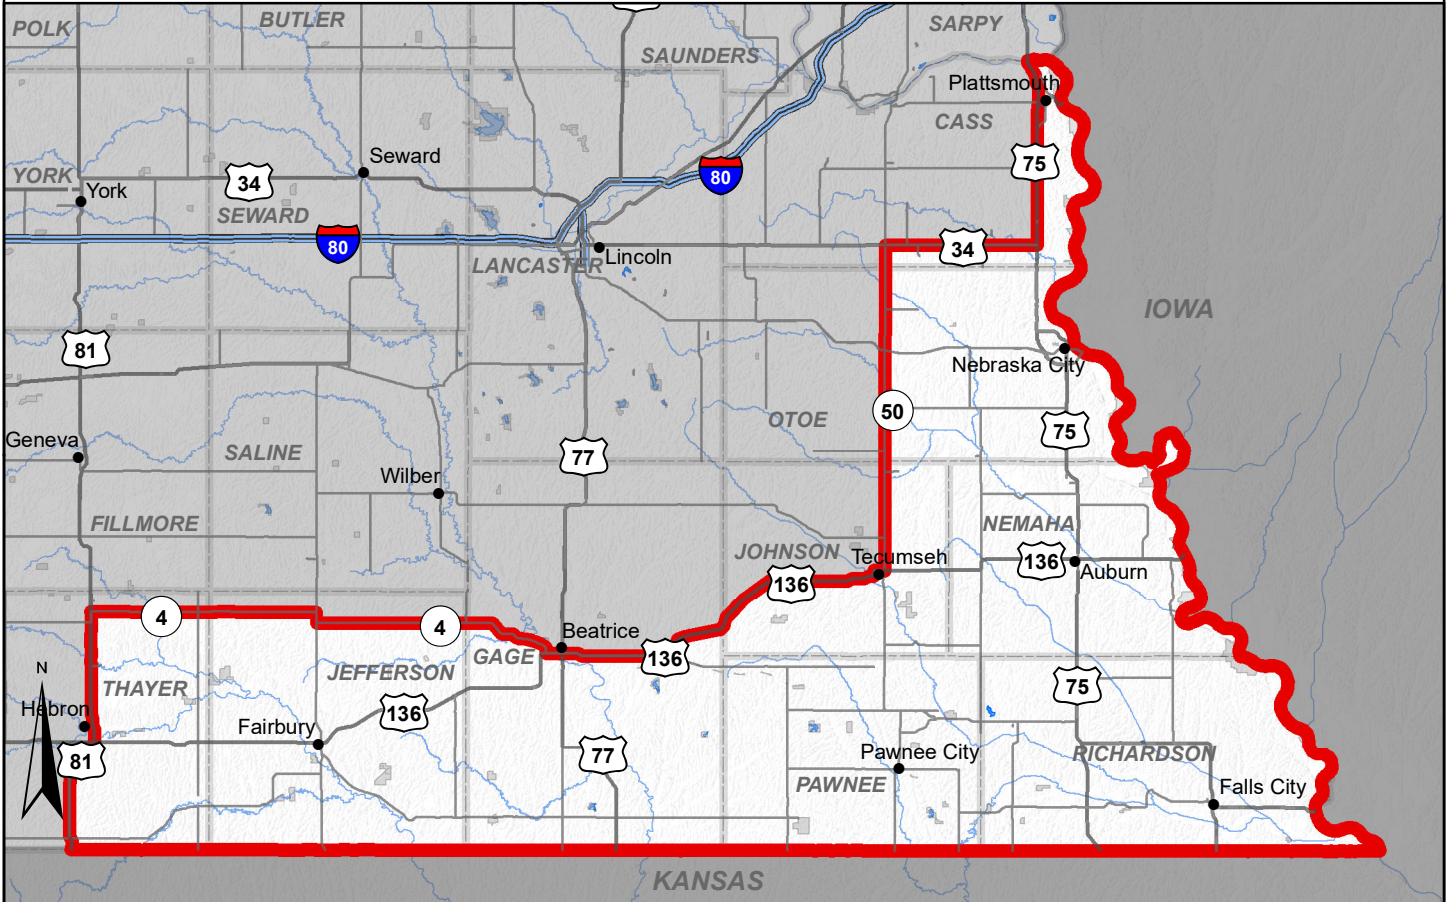 POLK
BUTLER
SAUNDERS
SARPY
Plattsmouth
CASS
Seward
75
YORK
34
80
York
SEWARD
80
34
Lincoln
LANCASTER
IOWA
81
Nebraska City
50
OTOE
75
Geneva
SALINE
77
Wilber
FILLMORE
NEMAHA
JOHNSON
Tecumseh
136
136
Auburn
4
4
Beatrice
GAGE
136
N
JEFFERSON
THAYER
75
Hebron
136
Fairbury
81
77
Pawnee City
RICHARDSON
PAWNEE
Falls City
KANSAS